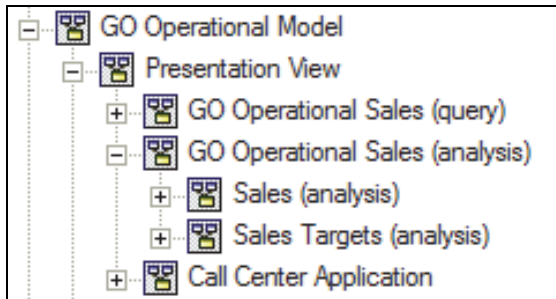 GO Operational Model
Presentation View
GO Operational Sales (query)
GO Operational Sales (analysis)
Sales (analysis)
Sales Targets (analysis)
Call Center Application